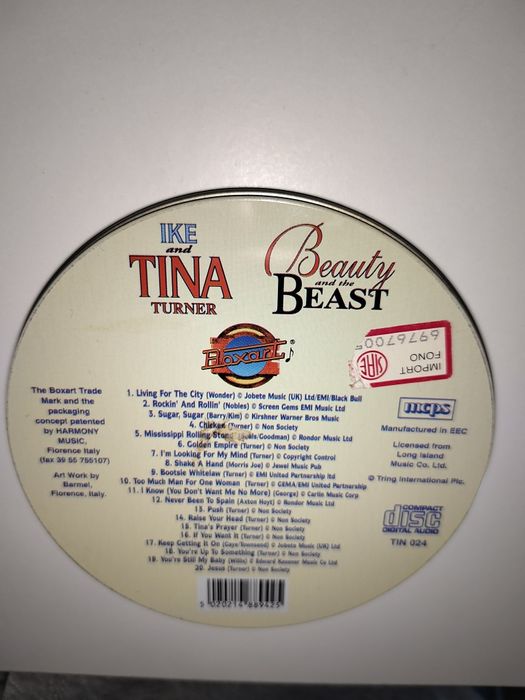 IKE
and
TINA
TURNER
Beauty
and the
BEAST
Boxart®
IMPORT
FONO
SIAE
6976700
1. Living For The City (Wonder) © Jobete Music (UK) Ltd/EMI/Black Bull
2. Rockin' And Rollin' (Nobles) © Screen Gems EMI Music Ltd
3. Sugar, Sugar (Barry/Kim) © Kirshner Warner Bros Music
4. Chicken (Turner) © Non Society
5. Mississippi Rolling /Goodman) © Rondor Music Ltd
6. Golden Empire (Turner) © Non Society
7. I'm Looking For My Mind (Turner) © Copyright Control
8. Shake A Hand (Morris Joe) © Jewel Music Pub
9. Bootsie Whitelaw (Turner) © EMI United Partnership ltd
10. Too Much Man For One Woman (Turner) © GEMA/EMI United Partnership
11. I Know (You Don't Want Me No More) (George) © Carlin Music Corp
12. Never Been To Spain (Axton Hoyt) © Rondor Music Ltd
13. Push (Turner) © Non Society
14. Raise Your Head (Turner) © Non Society
15. Tina's Prayer (Turner) © Non Society
16. If You Want It (Turner) © Non Society
17. Keep Getting It On (Gaye/Townsend) © Jobete Music (UK) Ltd
18. You're Up To Something (Turner) © Non Society
19. You're Still My Baby (Willis) © Edward Kassner Music Co Ltd
20. Jesus (Turner) © Non Society
The Boxart Trade
Mark and the
packaging
concept patented
by HARMONY
MUSIC,
Florence Italy
(fax 39 55 755107)
Art Work by
Barmel,
Florence, Italy.
mcps
Manufactured in EEC
Licensed from
Long Island
Music Co. Ltd.
© Tring International Plc.
COMPACT
disc
DIGITAL AUDIO
TIN 024
5 020214 889425